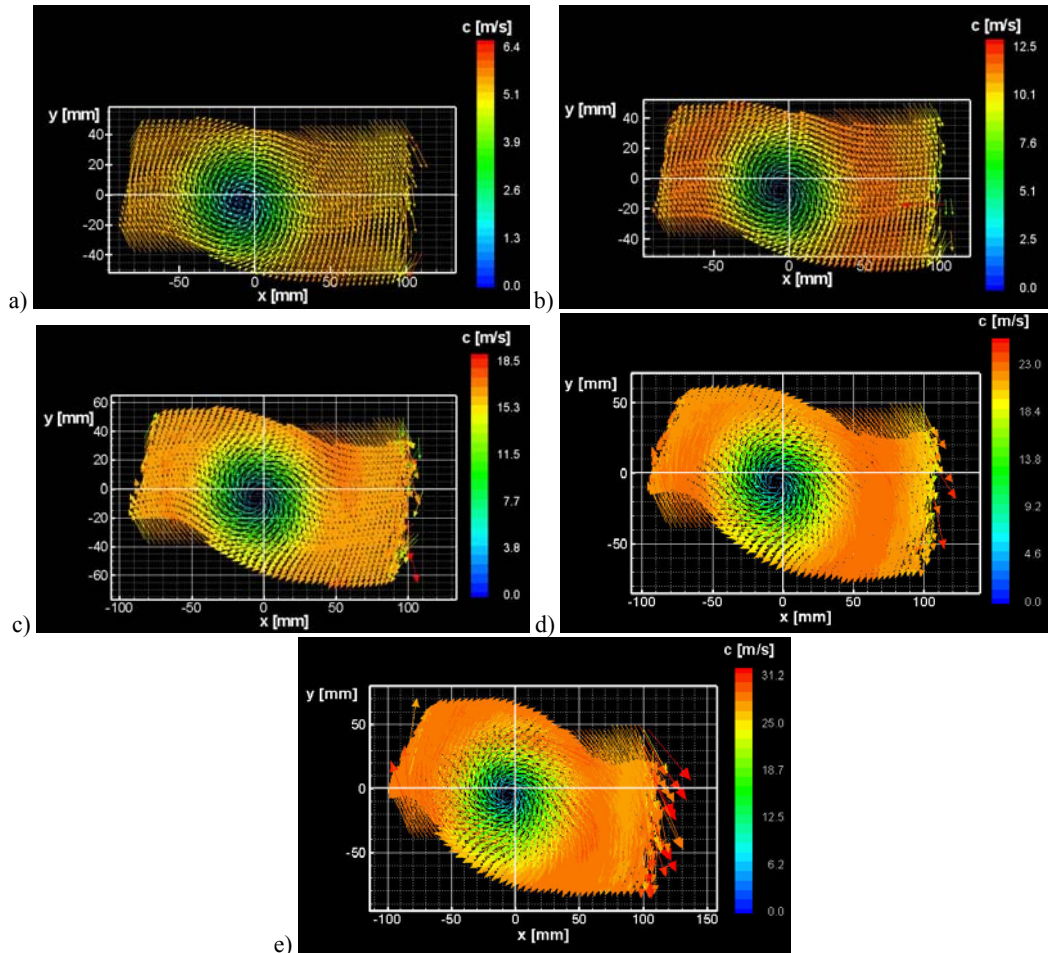 c [m/s]
6.4
5.1
3.9
2.6
1.3
0.0
y [mm]
40
20
0
-20
-40
-50 0 50 100
x [mm]
a)
c [m/s]
12.5
10.1
7.6
5.1
2.5
0.0
y [mm]
40
20
0
-20
-40
-50 0 50 100
x [mm]
b)
c [m/s]
18.5
15.3
11.5
7.7
3.8
0.0
y [mm]
60
40
20
0
-20
-40
-60
-100 -50 0 50 100
x [mm]
c)
c [m/s]
23.0
18.4
13.8
9.2
4.6
0.0
y [mm]
50
0
-50
-100 -50 0 50 100
x [mm]
d)
c [m/s]
31.2
25.0
18.7
12.5
6.2
0.0
y [mm]
50
0
-50
-100 -50 0 50 100 150
x [mm]
e)